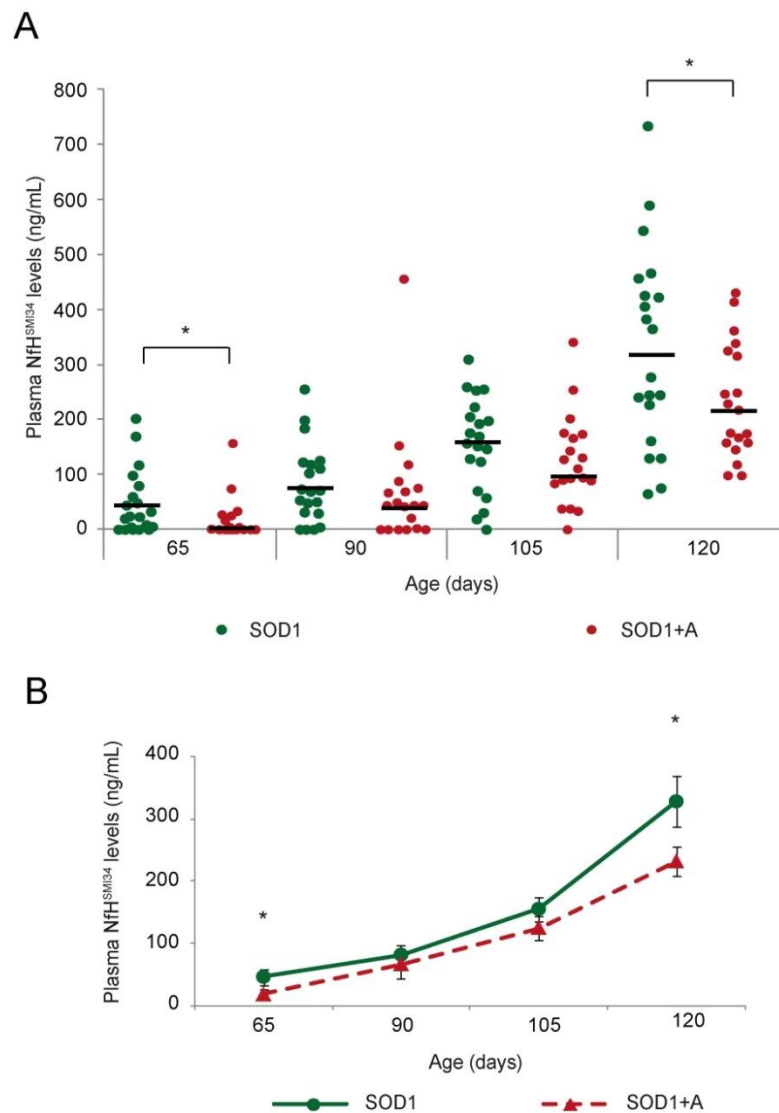 A
*
*
800
700
600
500
400
300
200
100
0
Plasma NfH^SMI34 levels (ng/mL)
65 90 105 120
Age (days)
SOD1 SOD1+A
B
*
*
400
300
200
100
0
Plasma NfH^SMI34 levels (ng/mL)
65 90 105 120
Age (days)
SOD1 SOD1+A